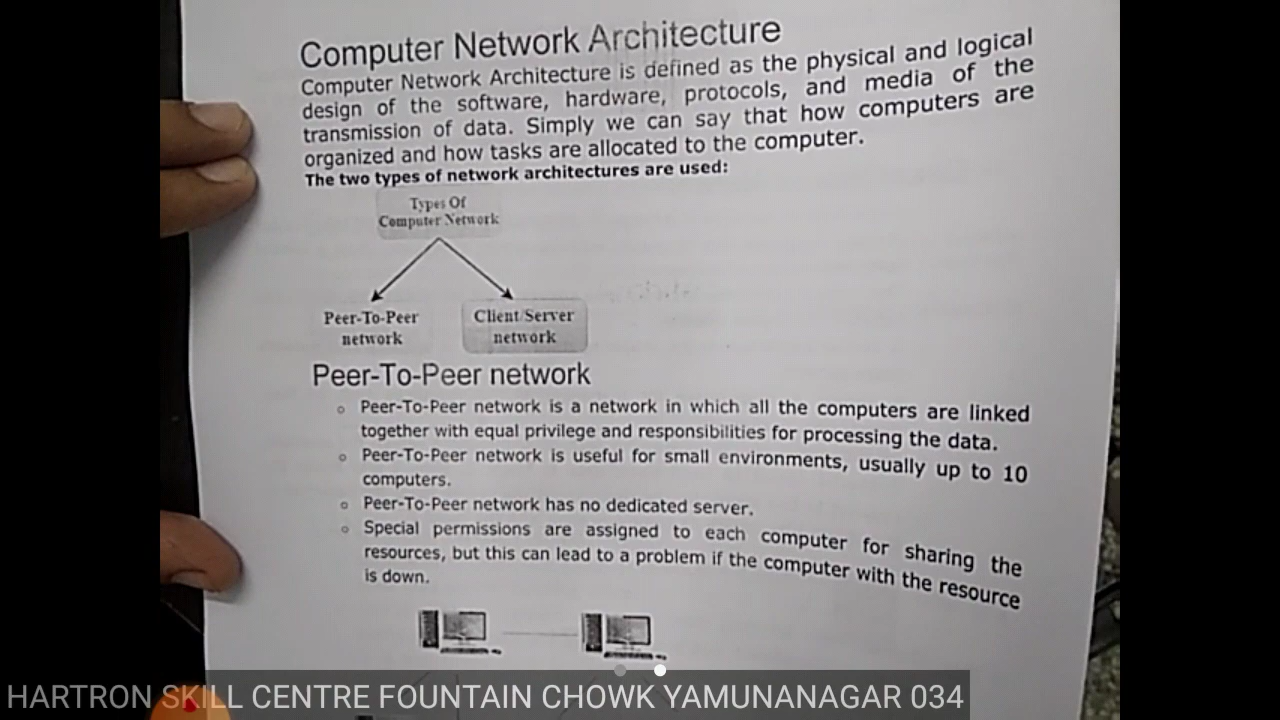 Computer Network Architecture
Computer Network Architecture is defined as the physical and logical
design of the software, hardware, protocols, and media of the
transmission of data. Simply we can say that how computers are
organized and how tasks are allocated to the computer.
The two types of network architectures are used:
Types Of
Computer Network
Peer-To-Peer
network
Client/Server
network
Peer-To-Peer network
Peer-To-Peer network is a network in which all the computers are linked
together with equal privilege and responsibilities for processing the data.
Peer-To-Peer network is useful for small environments, usually up to 10
computers.
Peer-To-Peer network has no dedicated server.
Special permissions are assigned to each computer for sharing the
resources, but this can lead to a problem if the computer with the resource
is down.
HARTRON SKILL CENTRE FOUNTAIN CHOWK YAMUNANAGAR 034